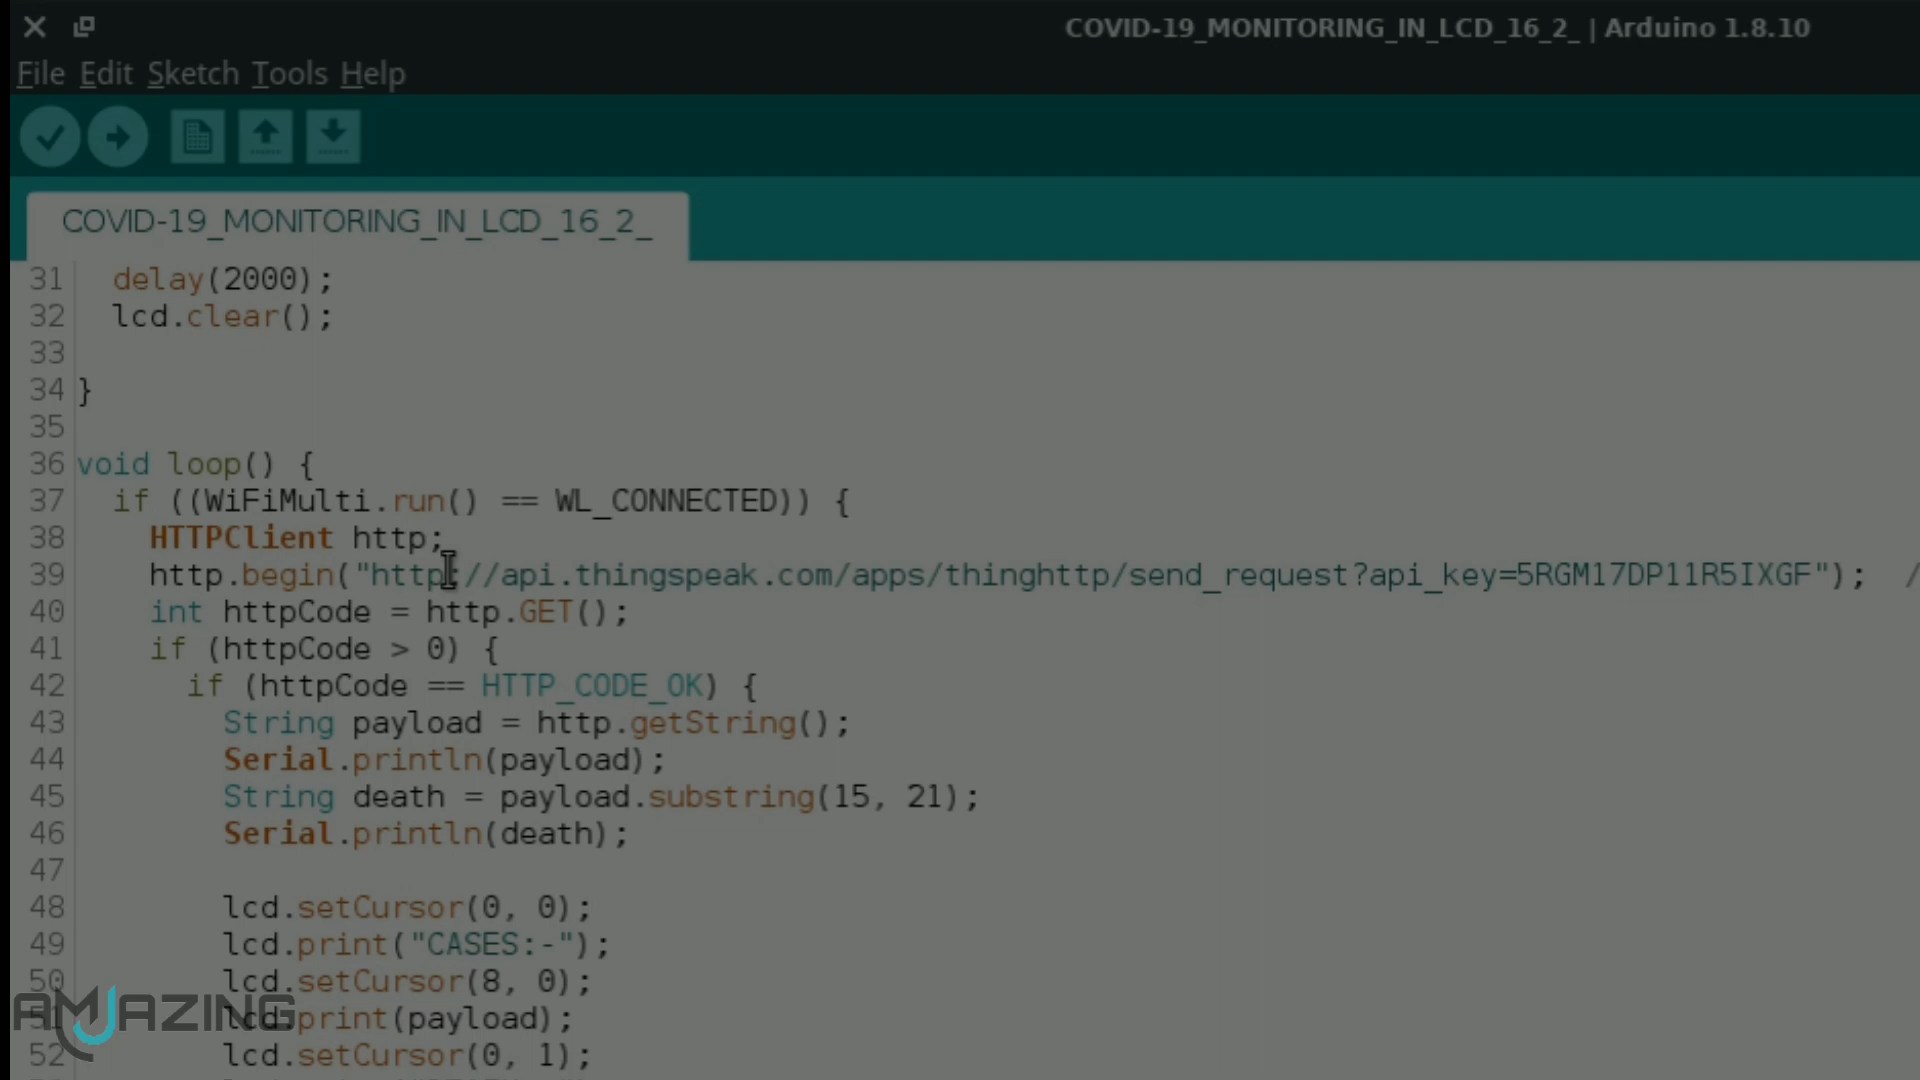 COVID-19_MONITORING_IN_LCD_16_2_ | Arduino 1.8.10
File Edit Sketch Tools Help
COVID-19_MONITORING_IN_LCD_16_2_
31 delay(2000);
32 lcd.clear();
33
34 }
35
36 void loop() {
37 if ((WiFiMulti.run() == WL_CONNECTED)) {
38 HTTPClient http;
39 http.begin("http://api.thingspeak.com/apps/thinghttp/send_request?api_key=5RGM17DP11R5IXGF"); /
40 int httpCode = http.GET();
41 if (httpCode > 0) {
42 if (httpCode == HTTP_CODE_OK) {
43 String payload = http.getString();
44 Serial.println(payload);
45 String death = payload.substring(15, 21);
46 Serial.println(death);
47
48 lcd.setCursor(0, 0);
49 lcd.print("CASES:-");
50 lcd.setCursor(8, 0);
51 lcd.print(payload);
52 lcd.setCursor(0, 1);
AMJAZING